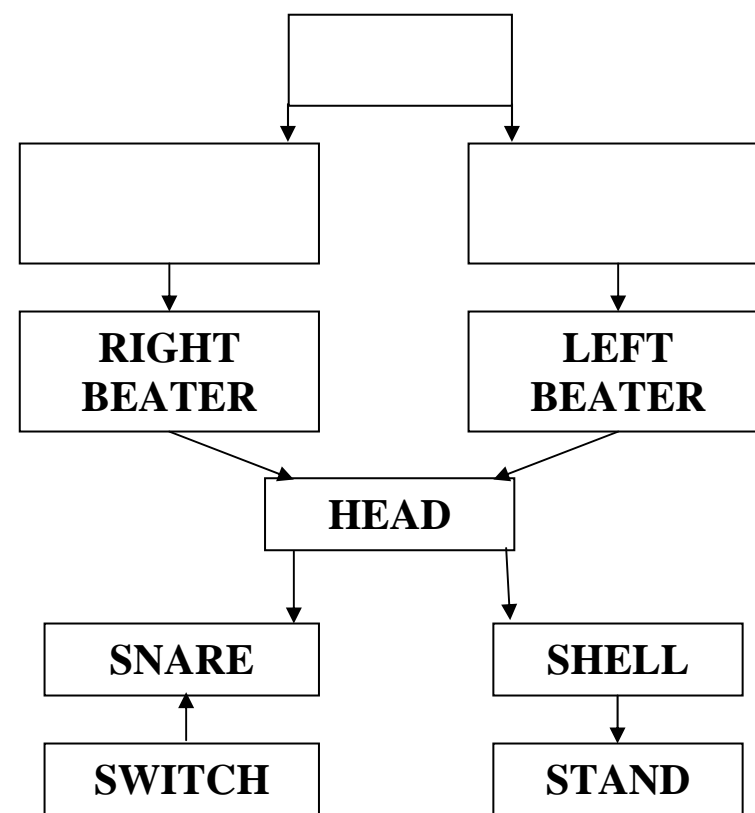 RIGHT
BEATER
LEFT
BEATER
HEAD
SNARE
SHELL
SWITCH
STAND